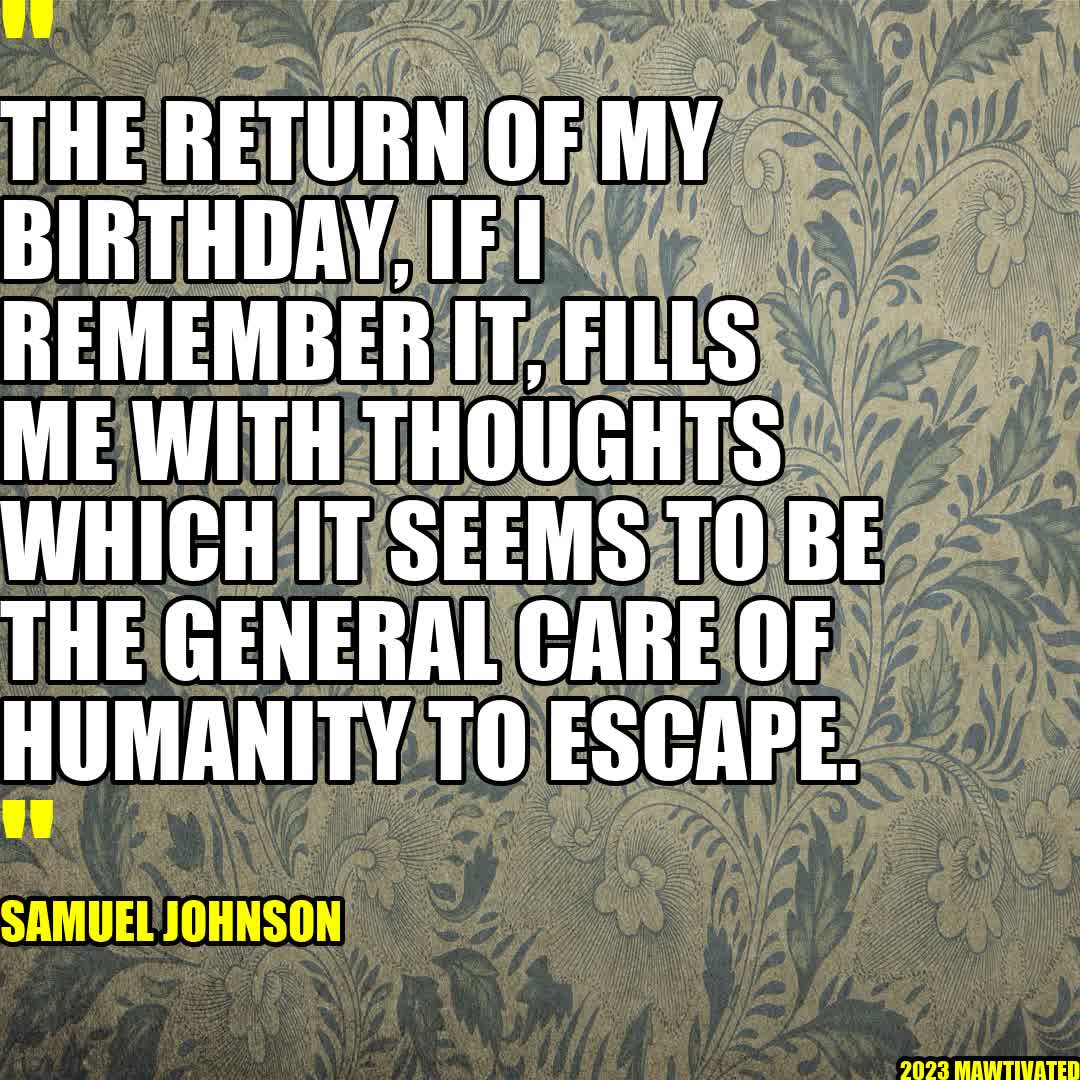 "
THE RETURN OF MY
BIRTHDAY, IF I
REMEMBER IT, FILLS
ME WITH THOUGHTS
WHICH IT SEEMS TO BE
THE GENERAL CARE OF
HUMANITY TO ESCAPE.
"
SAMUEL JOHNSON
2023 MAWTIVATED